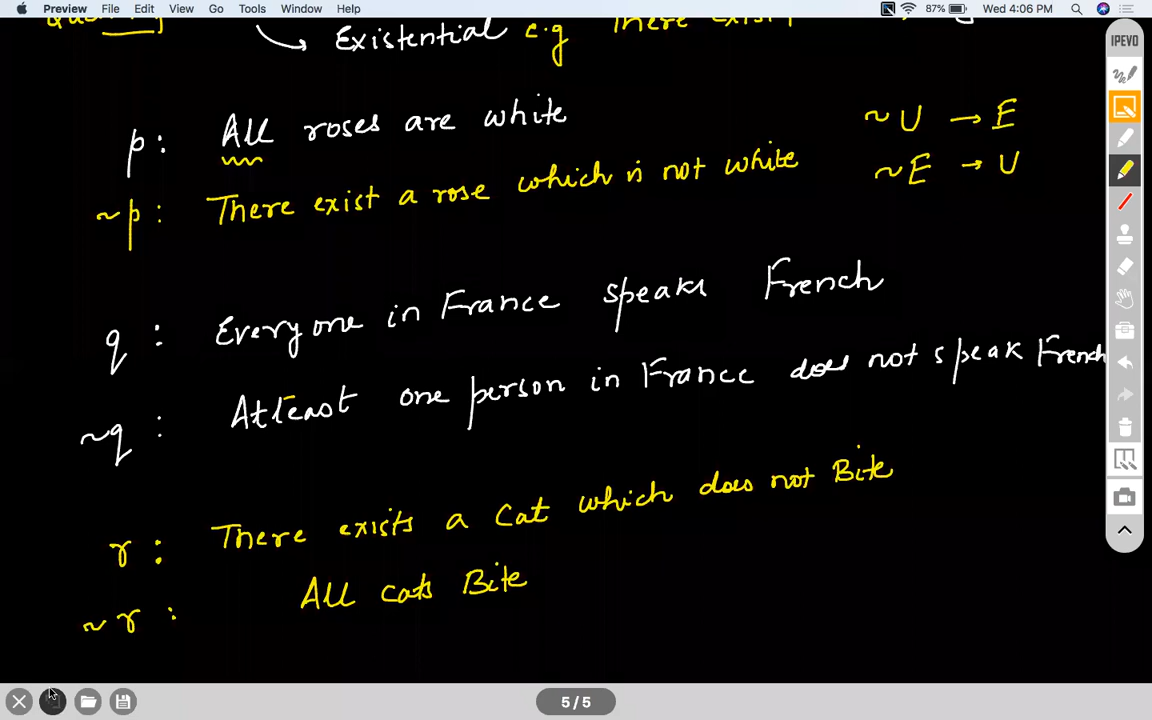 Preview File Edit View Go Tools Window Help 87% Wed 4:06 PM
Existential e.g There exist
IPEVO
p: All roses are white
~U → E
~p: There exist a rose which is not white
~E → U
q: Everyone in France speaks French
~q: Atleast one person in France does not speak French
r: There exists a Cat which does not Bite
~r: All cats Bite
5 / 5